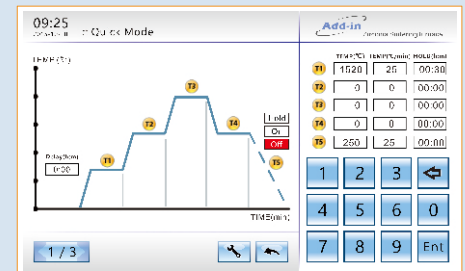 09:25
Quick Mode
Add-in
TEMP(℃)
T1
T2
T3
T4
T5
Delay(h:m)
Hold
On
Off
TIME(min)
1 / 3
TEMP(℃) TEMP(℃/min) HOLD(h:m)
T1 1520 25 00:30
T2 0 0 00:00
T3 0 0 00:00
T4 0 0 00:00
T5 250 25 00:00
1 2 3
4 5 6 0
7 8 9 Ent